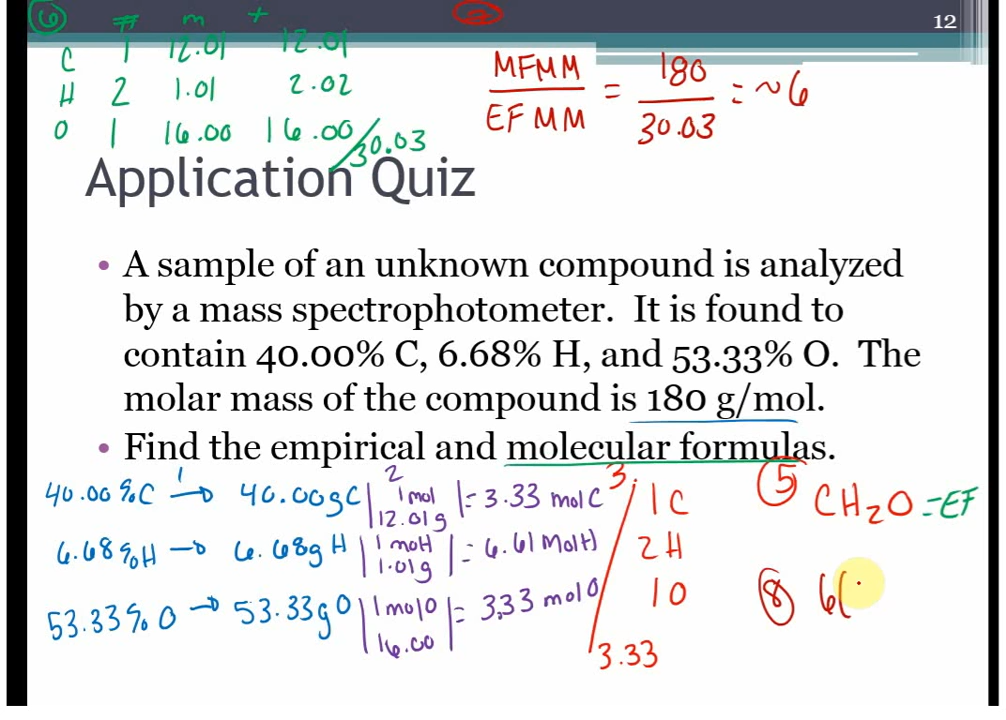 12
⑥ # m +
C 1 12.01 12.01
H 2 1.01 2.02
O 1 16.00 16.00 / 30.03
MFMM / EFMM = 180 / 30.03 = ~6
Application Quiz
• A sample of an unknown compound is analyzed
by a mass spectrophotometer. It is found to
contain 40.00% C, 6.68% H, and 53.33% O. The
molar mass of the compound is 180 g/mol.
• Find the empirical and molecular formulas.
1 2 3.
40.00%C → 40.00gC | 1mol / 12.01g | = 3.33 molC / 1C
6.68%H → 6.68g H | 1 molH / 1.01g | = 6.61 MolH 2H
53.33% O → 53.33gO | 1molO / 16.00 | = 3.33 molO 1O
3.33
⑤ CH₂O = EF
⑧ 6(